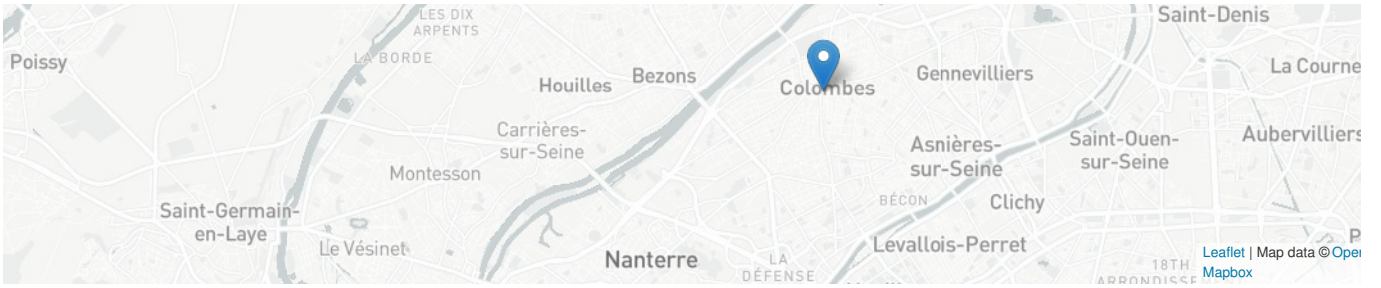 LES DIX
ARPENTS
Saint-Denis
Poissy
LA BORDE
Houilles
Bezons
Colombes
Gennevilliers
La Courne
Carrières-
sur-Seine
Asnières-
sur-Seine
Saint-Ouen-
sur-Seine
Aubervilliers
Montesson
Saint-Germain-
en-Laye
BÉCON
Clichy
Le Vésinet
Nanterre
LA
DÉFENSE
Levallois-Perret
18TH
ARRONDISSE
P
Leaflet | Map data © Oper
Mapbox